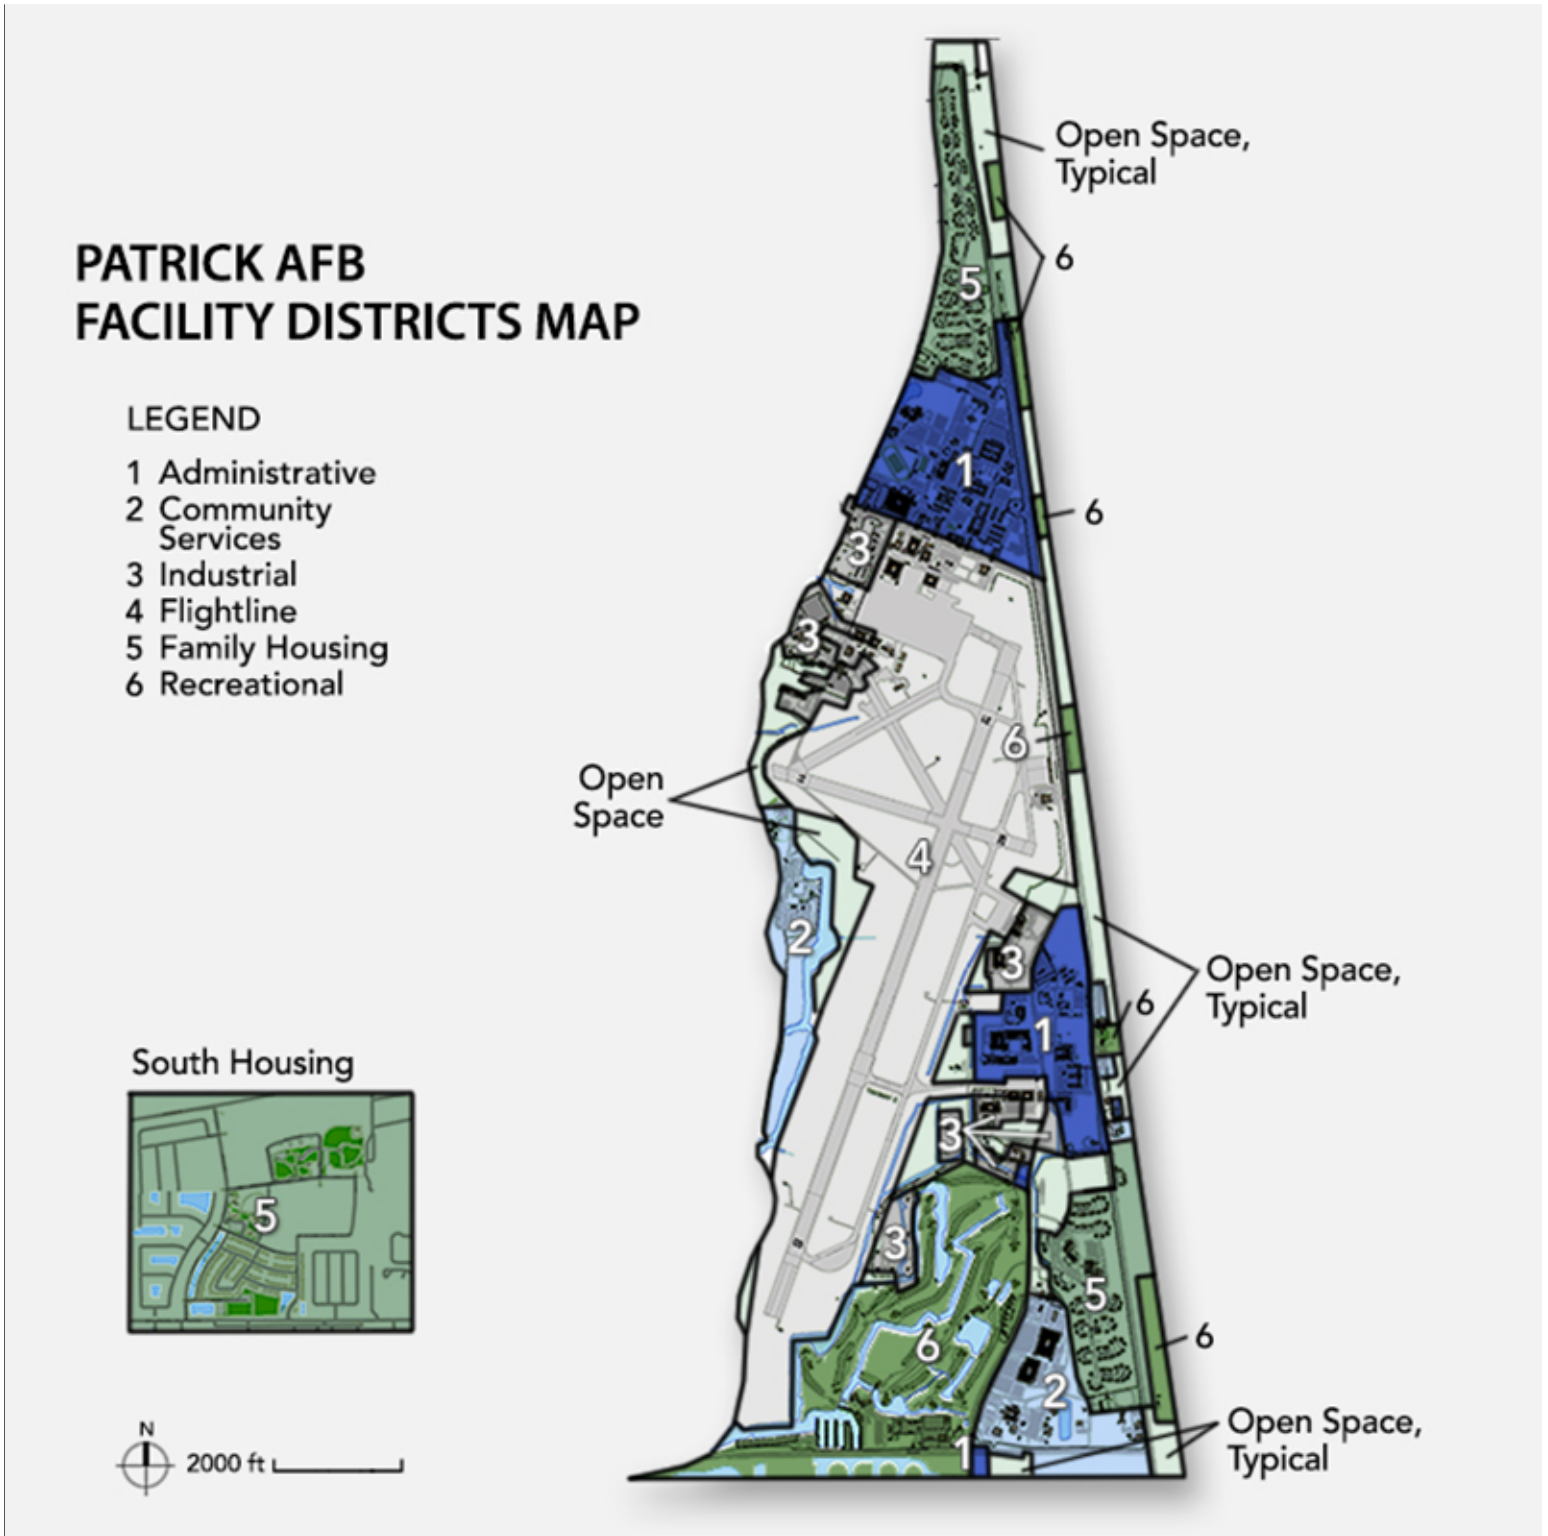 PATRICK AFB
FACILITY DISTRICTS MAP
LEGEND
1 Administrative
2 Community
Services
3 Industrial
4 Flightline
5 Family Housing
6 Recreational
Open Space,
Typical
6
5
1
6
3
3
6
Open
Space
4
2
3
Open Space,
Typical
6
1
3
South Housing
5
3
5
6
6
2
1
Open Space,
Typical
N
2000 ft